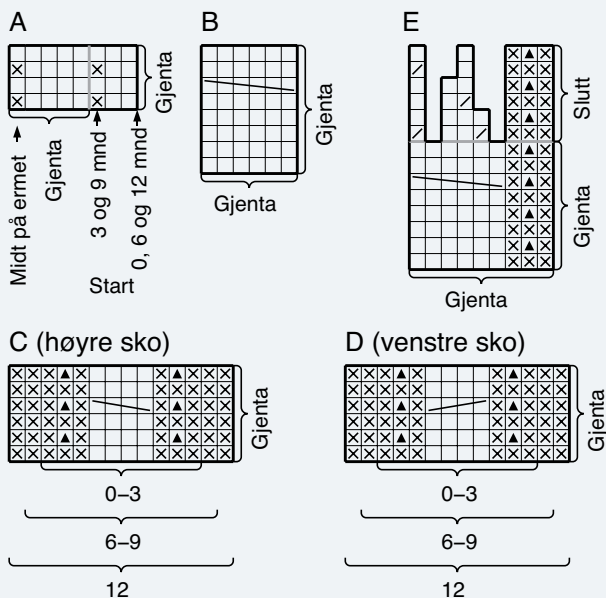 A
Gjenta
Gjenta
Midt på ermet
3 og 9 mnd
0, 6 og 12 mnd
Start
B
Gjenta
Gjenta
E
Slutt
Gjenta
Gjenta
C (høyre sko)
Gjenta
0–3
6–9
12
D (venstre sko)
Gjenta
0–3
6–9
12